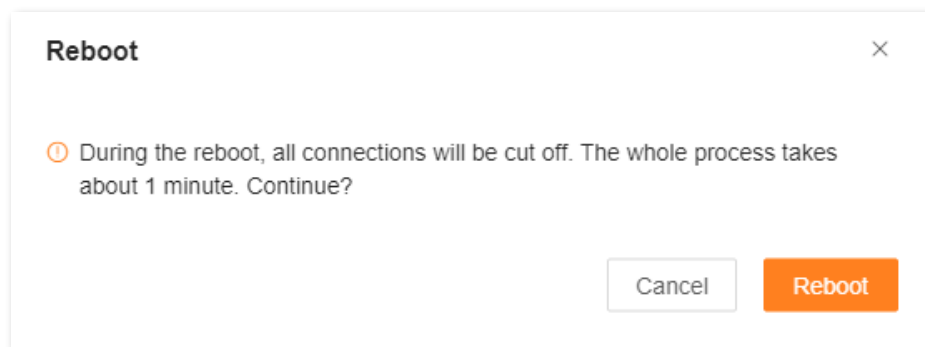 Reboot
During the reboot, all connections will be cut off. The whole process takes
about 1 minute. Continue?
Cancel
Reboot